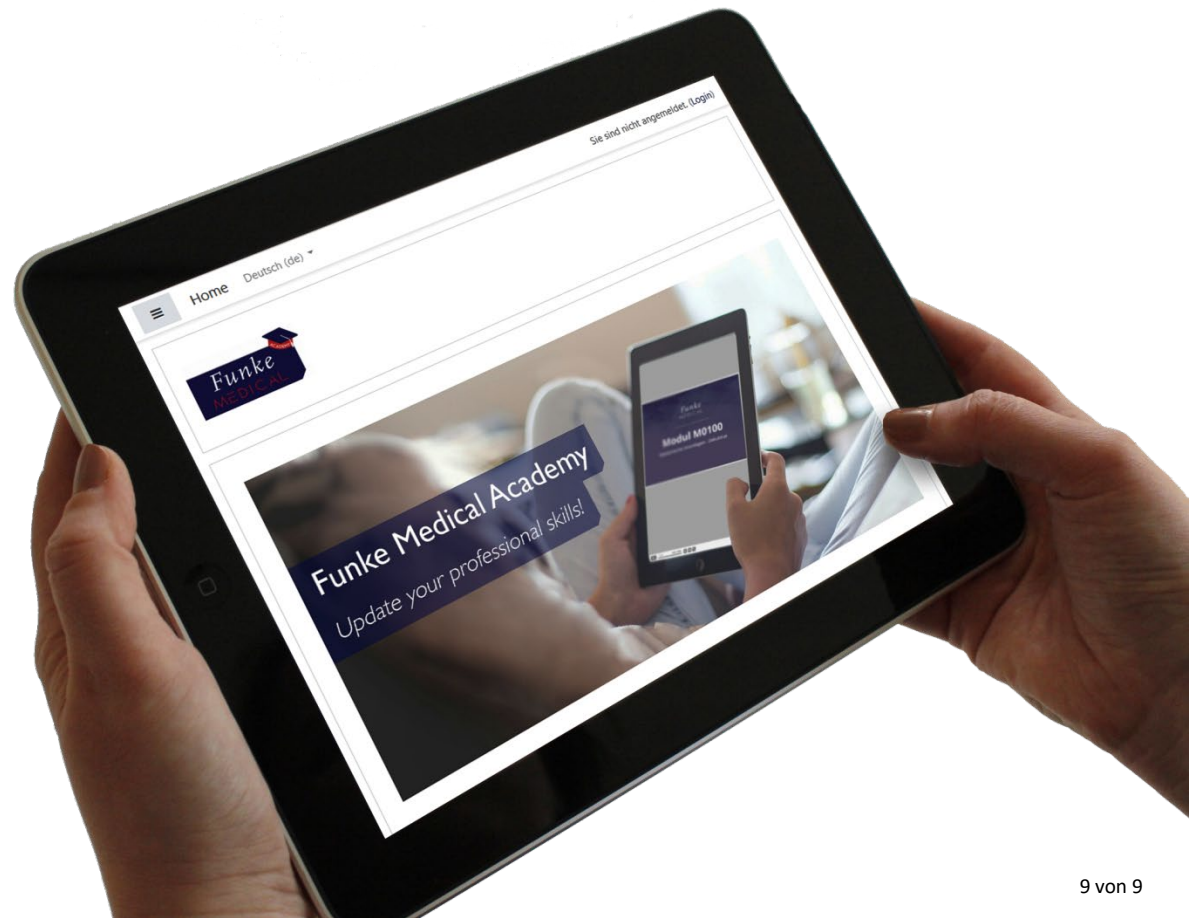 Sie sind nicht angemeldet. (Login)
Home Deutsch (de)
Funke
MEDICAL
Funke
Modul M0100
Funke Medical Academy
Update your professional skills!
9 von 9